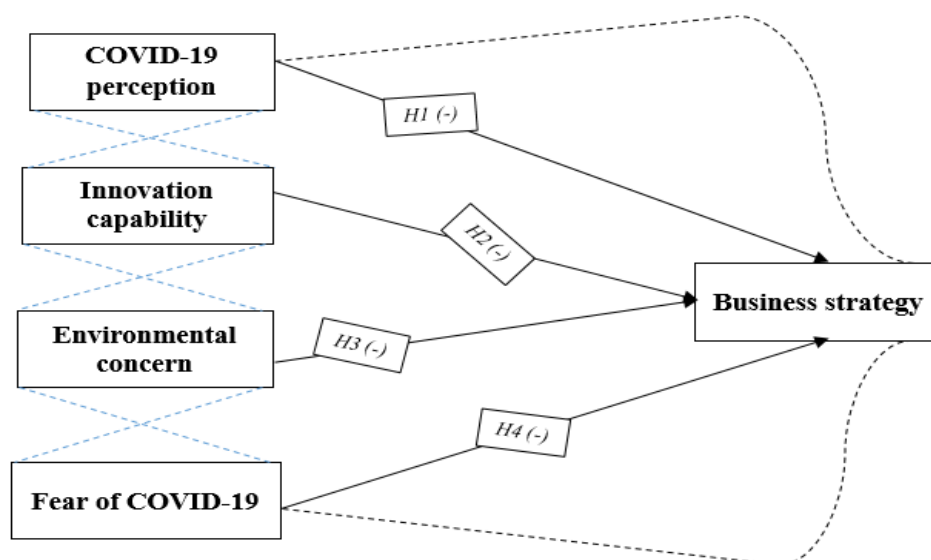 COVID-19
perception
H1 (-)
Innovation
capability
H2 (-)
Business strategy
Environmental
concern
H3 (-)
H4 (-)
Fear of COVID-19